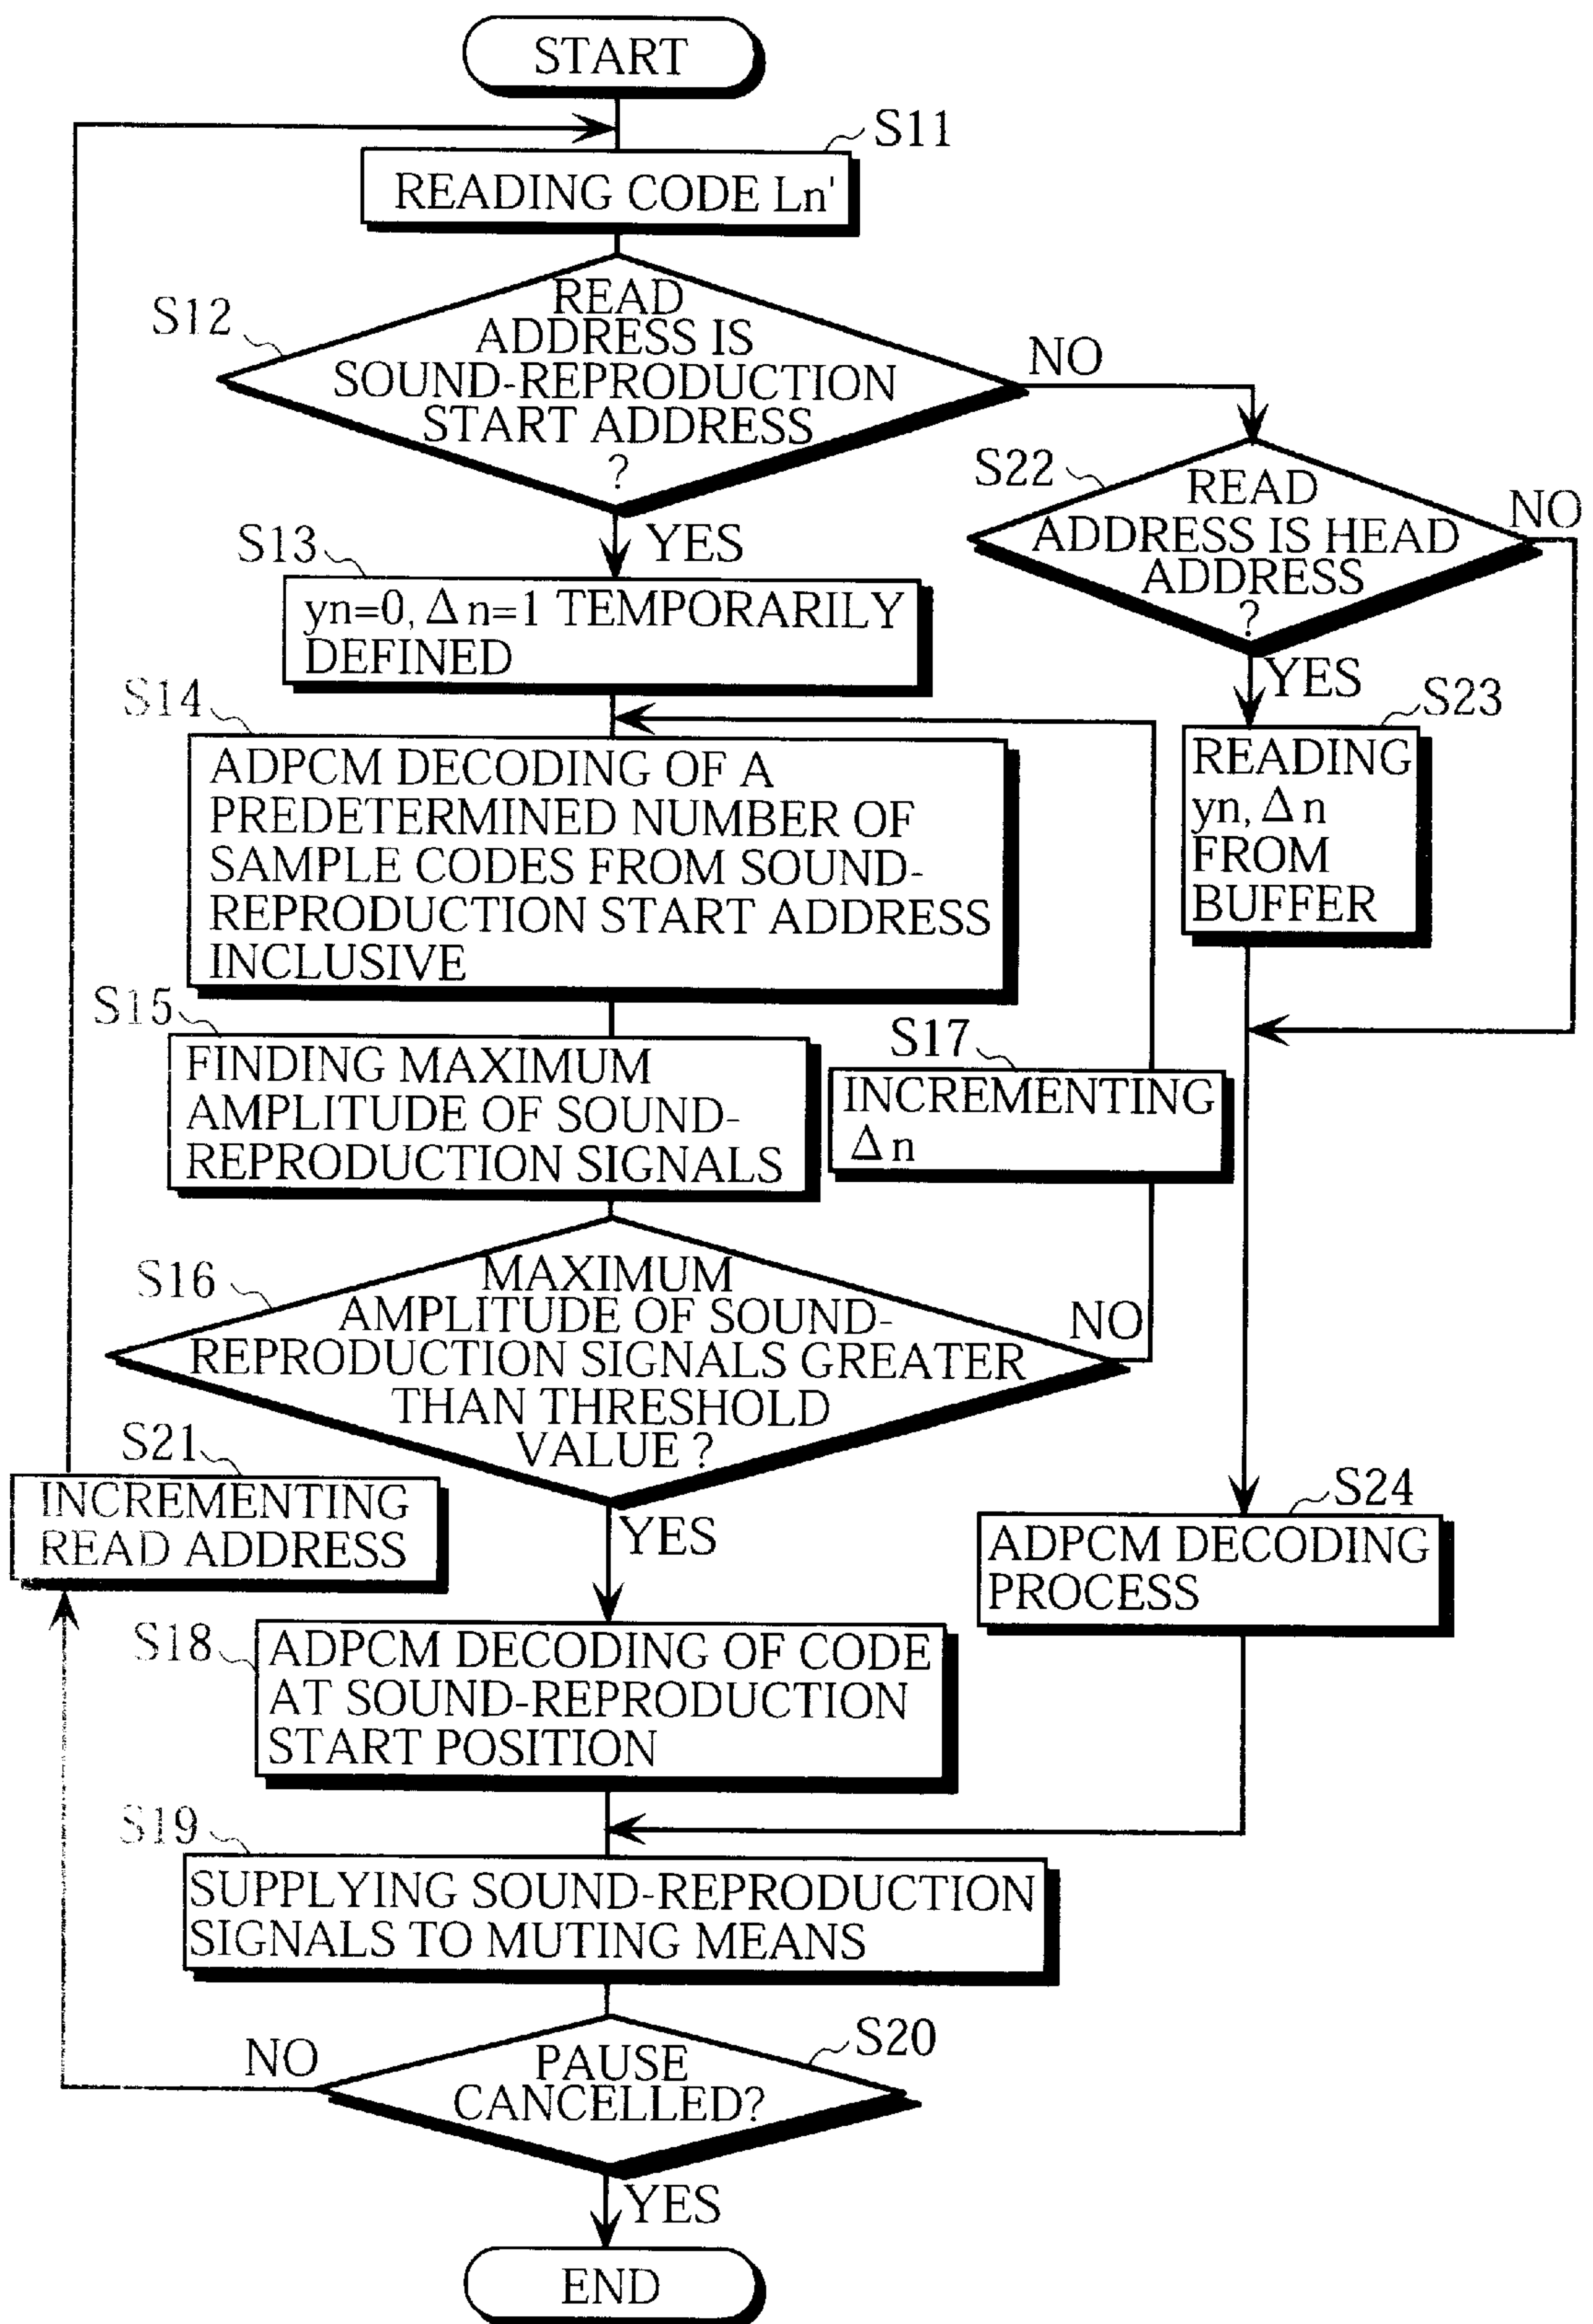 START
S11
READING CODE Ln'
S12
READ
ADDRESS IS
SOUND-REPRODUCTION
START ADDRESS
?
NO
S22
READ
ADDRESS IS HEAD
ADDRESS
?
NO
YES
S13
yn=0, Δn=1 TEMPORARILY
DEFINED
YES
S23
READING
yn, Δn
FROM
BUFFER
S14
ADPCM DECODING OF A
PREDETERMINED NUMBER OF
SAMPLE CODES FROM SOUND-
REPRODUCTION START ADDRESS
INCLUSIVE
S15
FINDING MAXIMUM
AMPLITUDE OF SOUND-
REPRODUCTION SIGNALS
S17
INCREMENTING
Δn
S16
MAXIMUM
AMPLITUDE OF SOUND-
REPRODUCTION SIGNALS GREATER
THAN THRESHOLD
VALUE ?
NO
S21
INCREMENTING
READ ADDRESS
YES
S24
ADPCM DECODING
PROCESS
S18
ADPCM DECODING OF CODE
AT SOUND-REPRODUCTION
START POSITION
S19
SUPPLYING SOUND-REPRODUCTION
SIGNALS TO MUTING MEANS
S20
PAUSE
CANCELLED?
NO
YES
END